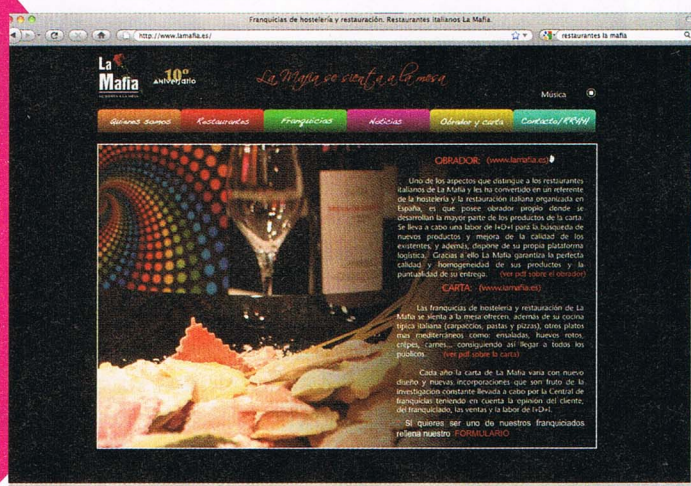 Franquicias de hostelería y restauración. Restaurantes italianos La Mafia.
http://www.lamafia.es/
restaurantes la mafia
La
Mafia
10º
ANIVERSARIO
La Mafia se sienta a la mesa
Música
Quienes somos
Restaurantes
Franquicias
Noticias
Obrador y carta
Contacto/RRHH
OBRADOR: (www.lamafia.es)
Uno de los aspectos que distingue a los restaurantes
italianos de La Mafia y les ha convertido en un referente
de la hostelería y la restauración italiana organizada en
España, es que posee obrador propio donde se
desarrollan la mayor parte de los productos de la carta.
Se lleva a cabo una labor de I+D+I para la búsqueda de
nuevos productos y mejora de la calidad de los
existentes, y además, dispone de su propia plataforma
logística. Gracias a ello La Mafia garantiza la perfecta
calidad y homogeneidad de sus productos y la
puntualidad de su entrega. (ver pdf sobre el obrador)
CARTA: (www.lamafia.es)
Las franquicias de hostelería y restauración de La
Mafia se sienta a la mesa ofrecen, además de su cocina
típica italiana (carpaccios, pastas y pizzas), otros platos
más mediterráneos como: ensaladas, huevos rotos,
crêpes, carnes... consiguiendo así llegar a todos los
públicos. (ver pdf sobre la carta)
Cada año la carta de La Mafia varía con nuevo
diseño y nuevas incorporaciones que son fruto de la
investigación constante llevada a cabo por la Central de
franquicias teniendo en cuenta la opinión del cliente,
del franquiciado, las ventas y la labor de I+D+I.
Si quieres ser uno de nuestros franquiciados
rellena nuestro FORMULARIO